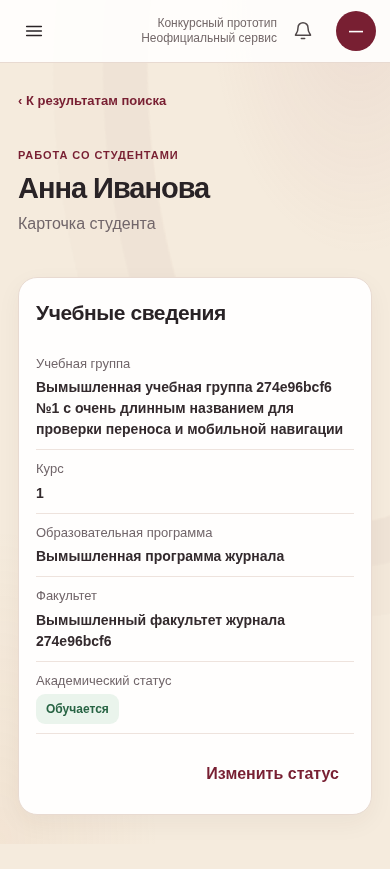 Конкурсный прототип
Неофициальный сервис
—
‹ К результатам поиска
РАБОТА СО СТУДЕНТАМИ
Анна Иванова
Карточка студента
Учебные сведения
Учебная группа
Вымышленная учебная группа 274e96bcf6
№1 с очень длинным названием для
проверки переноса и мобильной навигации
Курс
1
Образовательная программа
Вымышленная программа журнала
Факультет
Вымышленный факультет журнала
274e96bcf6
Академический статус
Обучается
Изменить статус